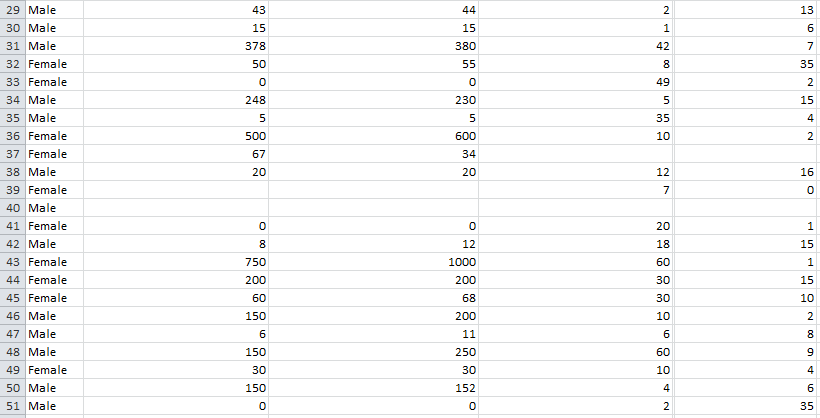 29 Male 43 44 2 13
30 Male 15 15 1 6
31 Male 378 380 42 7
32 Female 50 55 8 35
33 Female 0 0 49 2
34 Male 248 230 5 15
35 Male 5 5 35 4
36 Female 500 600 10 2
37 Female 67 34
38 Male 20 20 12 16
39 Female 7 0
40 Male
41 Female 0 0 20 1
42 Male 8 12 18 15
43 Female 750 1000 60 1
44 Female 200 200 30 15
45 Female 60 68 30 10
46 Male 150 200 10 2
47 Male 6 11 6 8
48 Male 150 250 60 9
49 Female 30 30 10 4
50 Male 150 152 4 6
51 Male 0 0 2 35